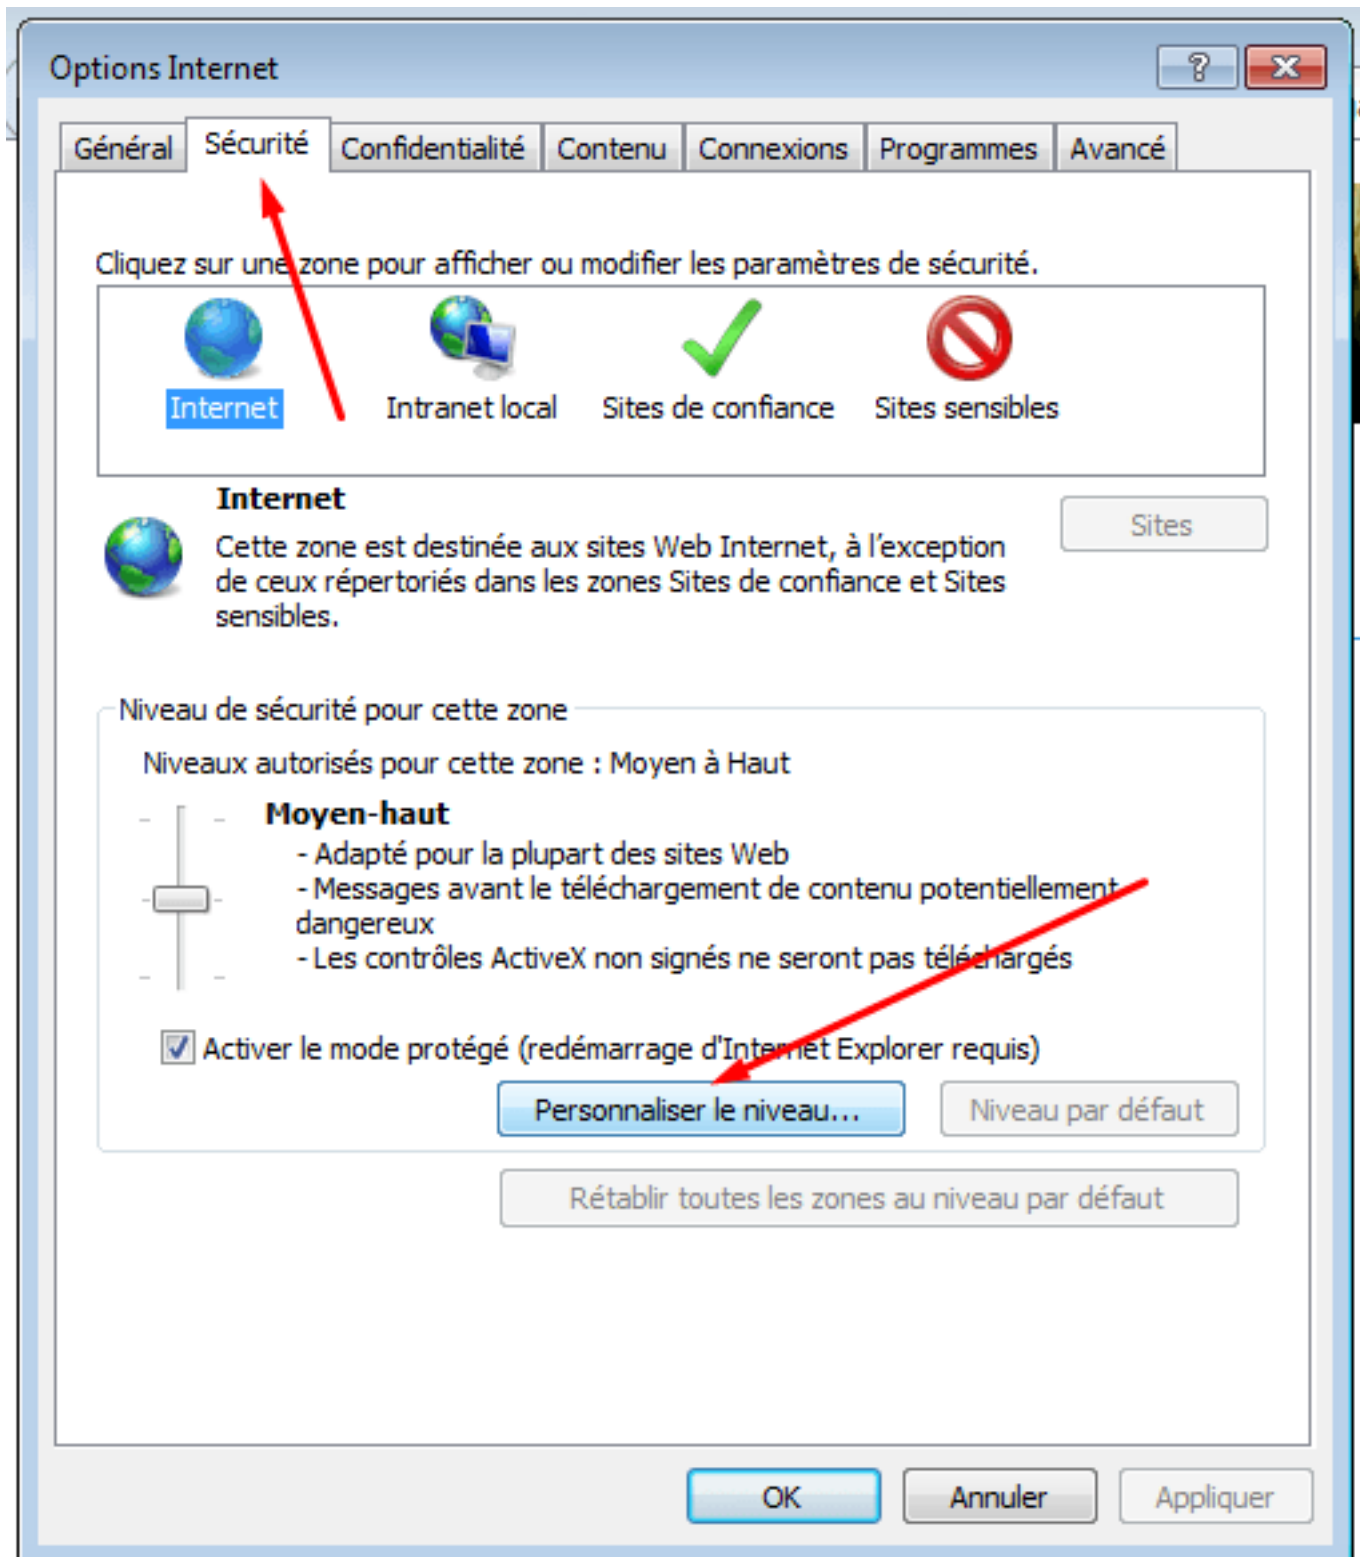 Options Internet
Général Sécurité Confidentialité Contenu Connexions Programmes Avancé
Cliquez sur une zone pour afficher ou modifier les paramètres de sécurité.
Internet Intranet local Sites de confiance Sites sensibles
Internet
Sites
Cette zone est destinée aux sites Web Internet, à l'exception
de ceux répertoriés dans les zones Sites de confiance et Sites
sensibles.
Niveau de sécurité pour cette zone
Niveaux autorisés pour cette zone : Moyen à Haut
Moyen-haut
- Adapté pour la plupart des sites Web
- Messages avant le téléchargement de contenu potentiellement
dangereux
- Les contrôles ActiveX non signés ne seront pas téléchargés
Activer le mode protégé (redémarrage d'Internet Explorer requis)
Personnaliser le niveau... Niveau par défaut
Rétablir toutes les zones au niveau par défaut
OK Annuler Appliquer